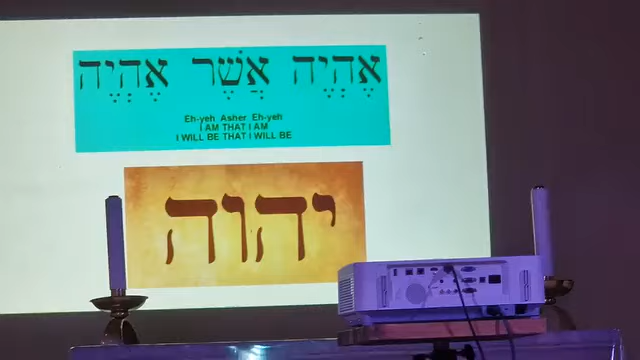 אֶהְיֶה אֲשֶׁר אֶהְיֶה
Eh-yeh Asher Eh-yeh
I AM THAT I AM
I WILL BE THAT I WILL BE
יהוה